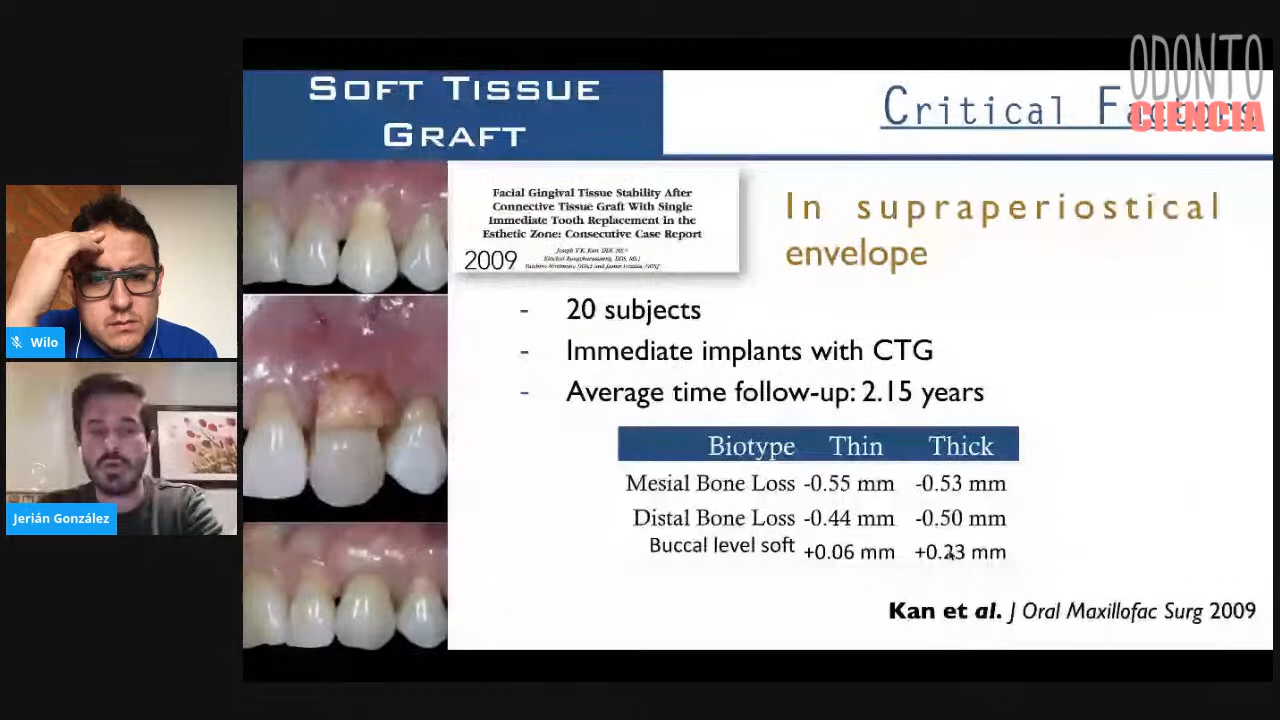 SOFT TISSUE
GRAFT
Critical
ODONTO
CIENCIA
Facial Gingival Tissue Stability After
Connective Tissue Graft With Single
Immediate Tooth Replacement in the
Esthetic Zone: Consecutive Case Report
2009
In supraperiostical
envelope
- 20 subjects
- Immediate implants with CTG
- Average time follow-up: 2.15 years
Biotype Thin Thick
Mesial Bone Loss -0.55 mm -0.53 mm
Distal Bone Loss -0.44 mm -0.50 mm
Buccal level soft +0.06 mm +0.23 mm
Kan et al. J Oral Maxillofac Surg 2009
Wilo
Jerián González